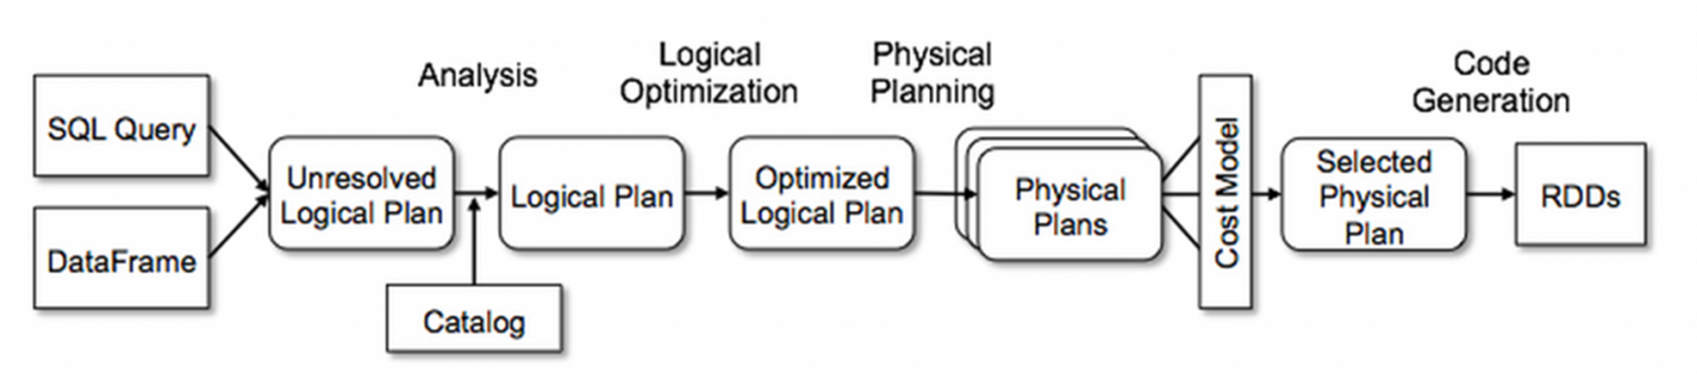 Analysis
Logical
Optimization
Physical
Planning
Code
Generation
SQL Query
DataFrame
Unresolved
Logical Plan
Catalog
Logical Plan
Optimized
Logical Plan
Physical
Plans
Cost Model
Selected
Physical
Plan
RDDs